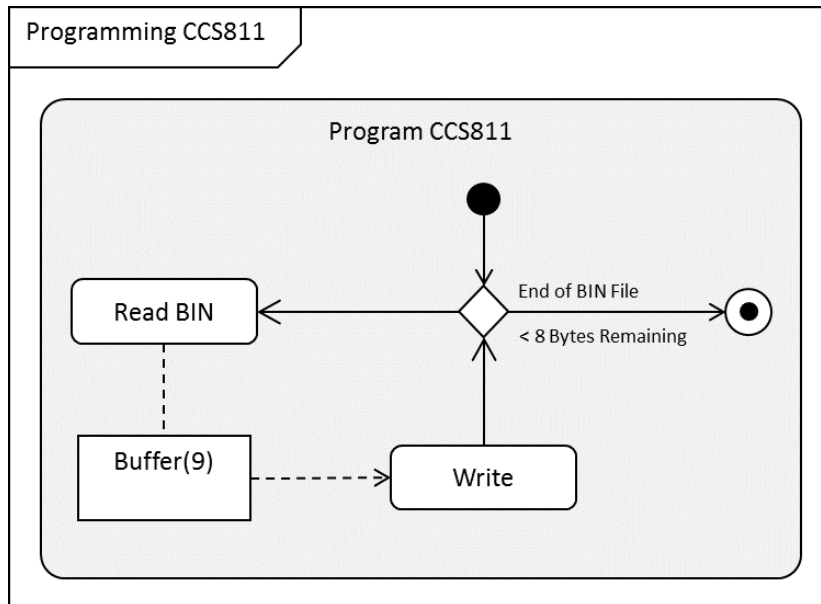 Programming CCS811
Program CCS811
End of BIN File
Read BIN
< 8 Bytes Remaining
Buffer(9)
Write